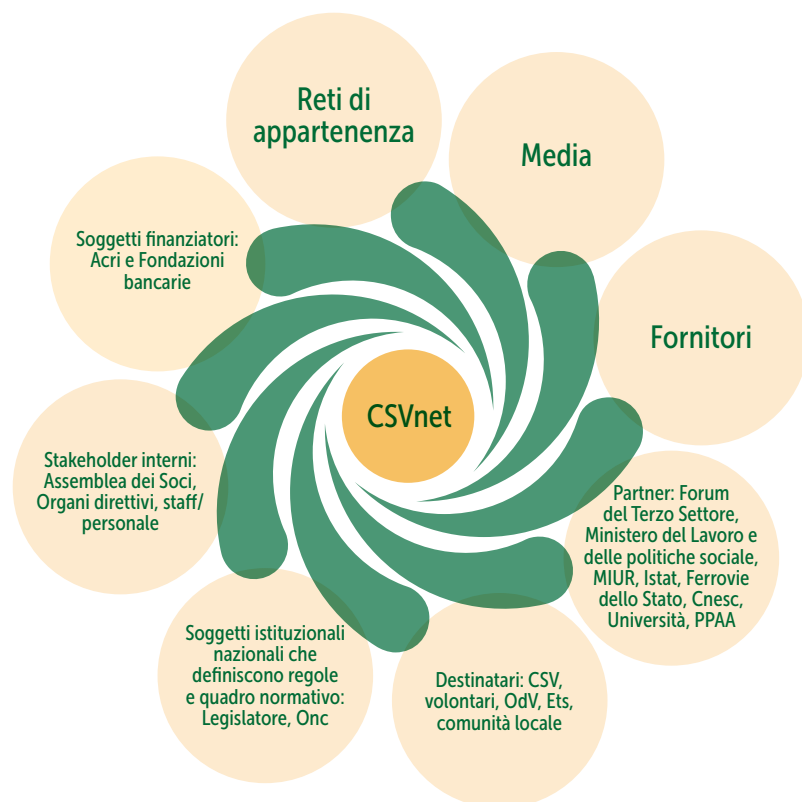 Reti di
appartenenza
Media
Soggetti finanziatori:
Acri e Fondazioni
bancarie
Fornitori
CSVnet
Stakeholder interni:
Assemblea dei Soci,
Organi direttivi, staff/
personale
Partner: Forum
del Terzo Settore,
Ministero del Lavoro e
delle politiche sociale,
MIUR, Istat, Ferrovie
dello Stato, Cnesc,
Università, PPAA
Soggetti istituzionali
nazionali che
definiscono regole
e quadro normativo:
Legislatore, Onc
Destinatari: CSV,
volontari, OdV, Ets,
comunità locale